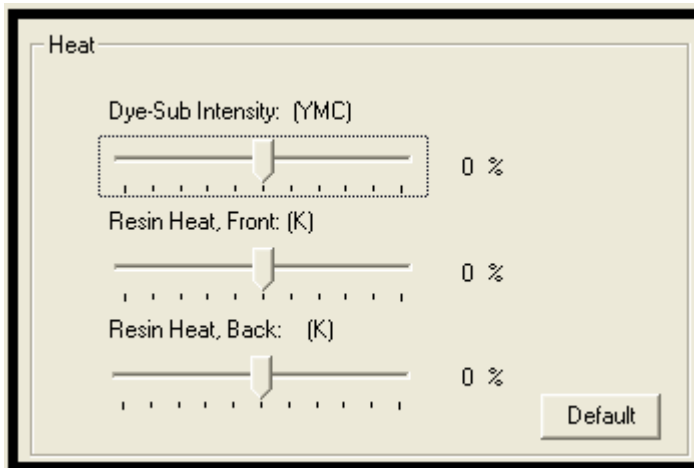 Heat
Dye-Sub Intensity: (YMC)
0 %
Resin Heat, Front: (K)
0 %
Resin Heat, Back: (K)
0 %
Default